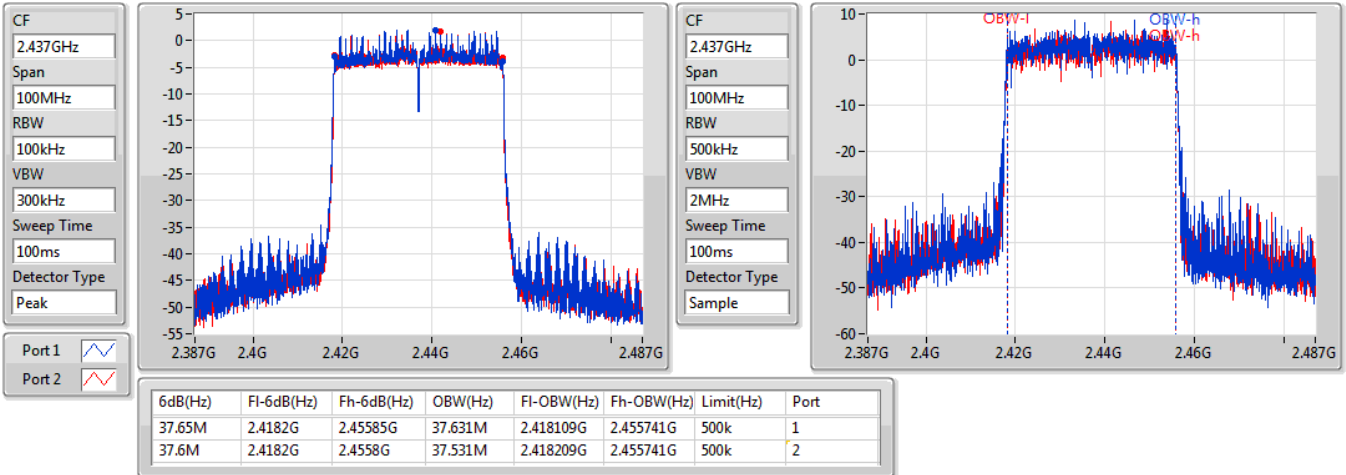 CF
2.437GHz
Span
100MHz
RBW
100kHz
VBW
300kHz
Sweep Time
100ms
Detector Type
Peak
Port 1
Port 2
5
0
-5
-10
-15
-20
-25
-30
-35
-40
-45
-50
-55
2.387G 2.4G 2.42G 2.44G 2.46G 2.487G
CF
2.437GHz
Span
100MHz
RBW
500kHz
VBW
2MHz
Sweep Time
100ms
Detector Type
Sample
10
0
-10
-20
-30
-40
-50
-60
OBW-l OBW-h
OBW-h
2.387G 2.4G 2.42G 2.44G 2.46G 2.487G
6dB(Hz) Fl-6dB(Hz) Fh-6dB(Hz) OBW(Hz) Fl-OBW(Hz) Fh-OBW(Hz) Limit(Hz) Port
37.65M 2.4182G 2.45585G 37.631M 2.418109G 2.455741G 500k 1
37.6M 2.4182G 2.4558G 37.531M 2.418209G 2.455741G 500k 2